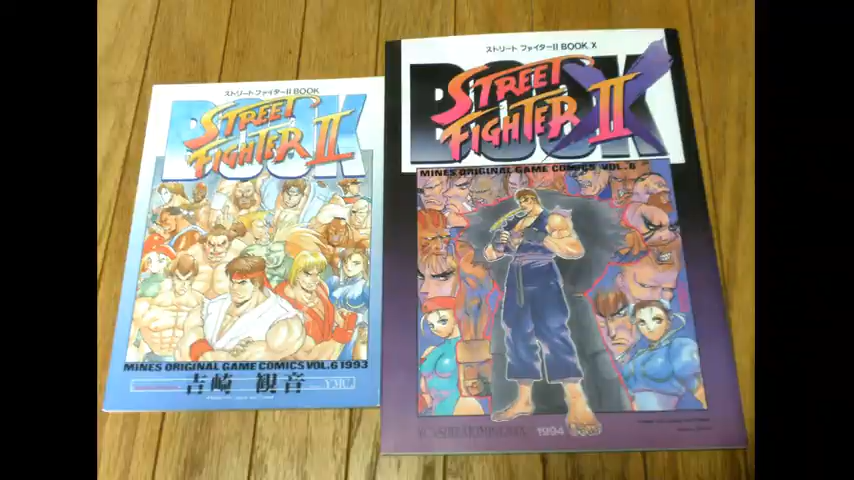 ストリートファイターII BOOK
BOOK
STREET
FIGHTER II
MINES ORIGINAL GAME COMICS VOL.6 1993
吉崎 観音
ストリート ファイターII BOOK X
BOOK X
STREET
FIGHTER II
MINES ORIGINAL GAME COMICS VOL.6
1994